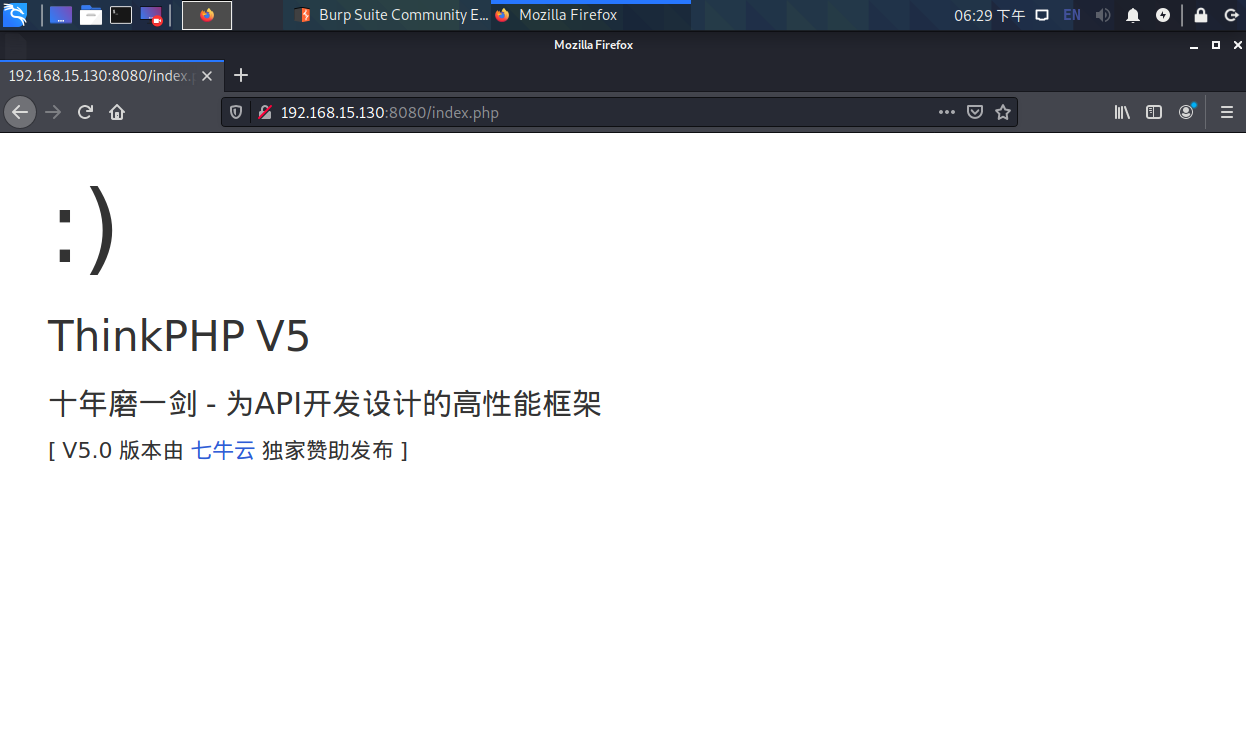 Burp Suite Community E...
Mozilla Firefox
06:29 下午
EN
Mozilla Firefox
192.168.15.130:8080/index.
192.168.15.130:8080/index.php
:)
ThinkPHP V5
十年磨一剑 - 为API开发设计的高性能框架
[ V5.0 版本由 七牛云 独家赞助发布 ]